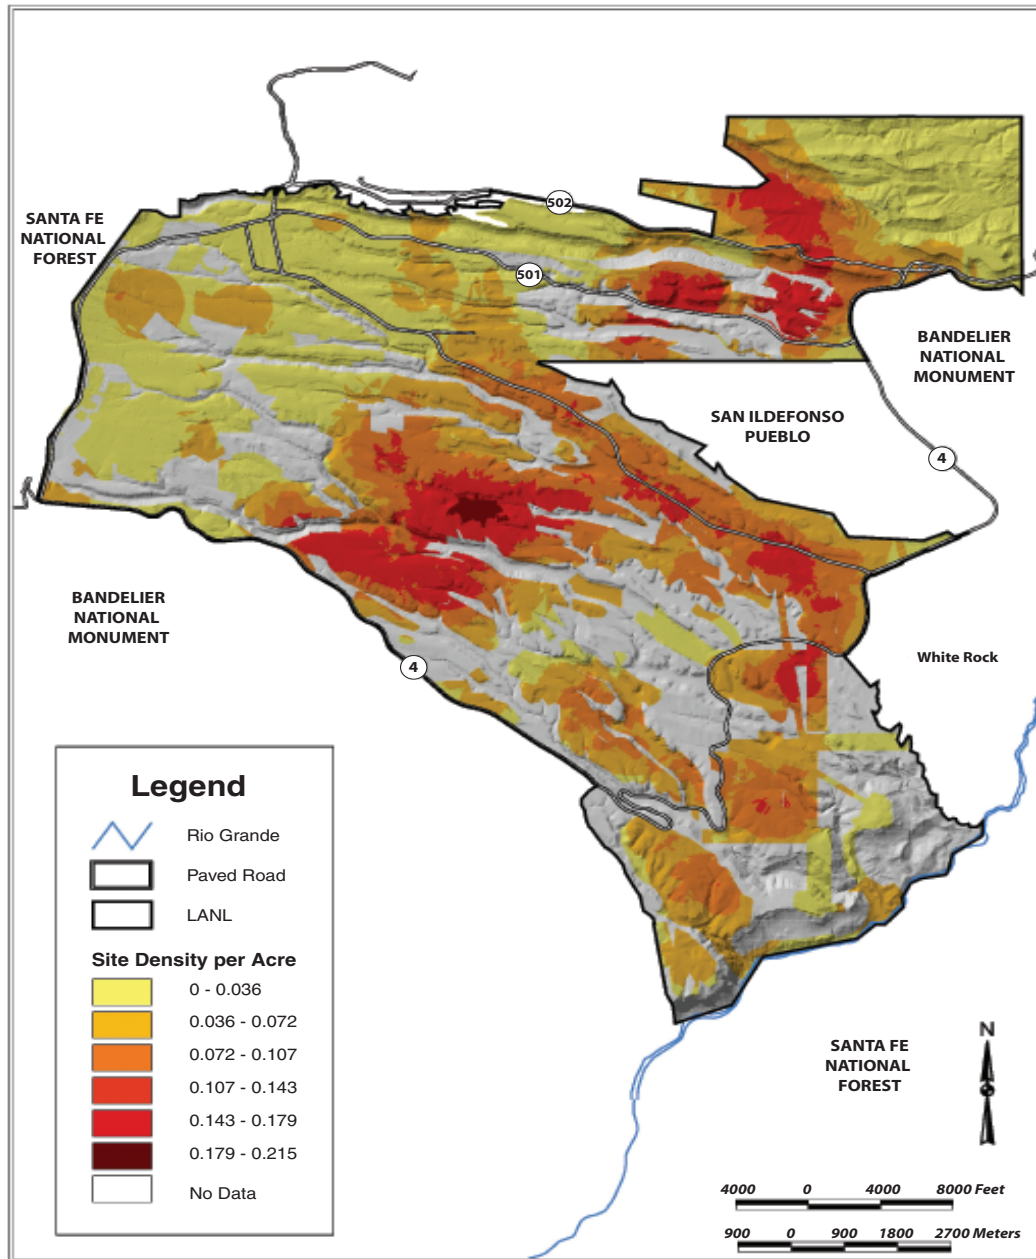 502
SANTA FE
NATIONAL
FOREST
501
BANDELIER
NATIONAL
MONUMENT
SAN ILDEFONSO
PUEBLO
4
BANDELIER
NATIONAL
MONUMENT
White Rock
4
Legend
Rio Grande
Paved Road
LANL
Site Density per Acre
0 - 0.036
0.036 - 0.072
0.072 - 0.107
0.107 - 0.143
0.143 - 0.179
0.179 - 0.215
No Data
N
SANTA FE
NATIONAL
FOREST
4000 0 4000 8000 Feet
900 0 900 1800 2700 Meters